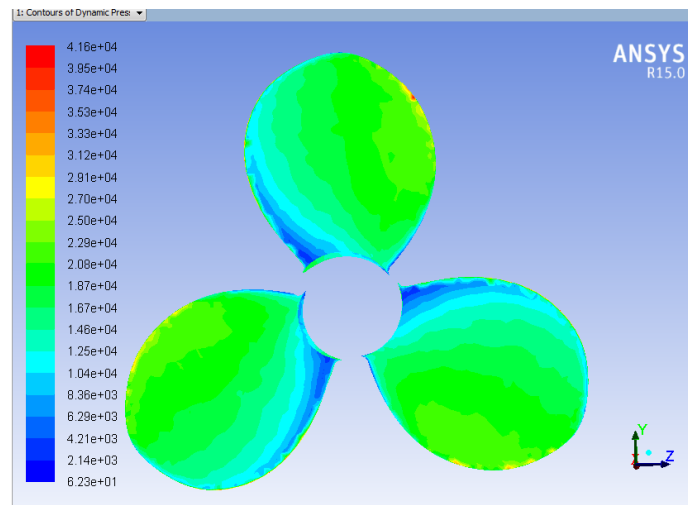 1: Contours of Dynamic Pres
ANSYS
R15.0
4.16e+04
3.95e+04
3.74e+04
3.53e+04
3.33e+04
3.12e+04
2.91e+04
2.70e+04
2.50e+04
2.29e+04
2.08e+04
1.87e+04
1.67e+04
1.46e+04
1.25e+04
1.04e+04
8.36e+03
6.29e+03
4.21e+03
2.14e+03
6.23e+01
Y
X
Z